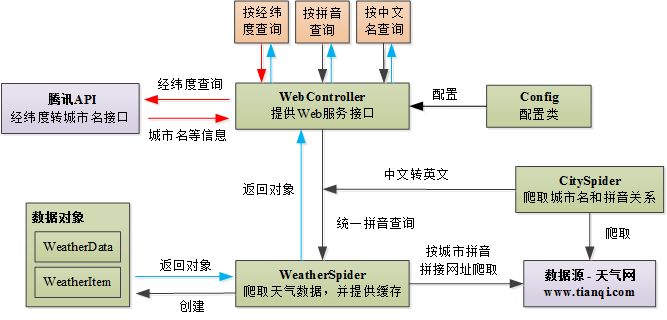 按经纬
度查询
按拼音
查询
按中文
名查询
腾讯API
经纬度转城市名接口
经纬度查询
城市名等信息
WebController
提供Web服务接口
配置
Config
配置类
返回对象
中文转英文
CitySpider
爬取城市名和拼音关系
统一拼音查询
爬取
数据对象
WeatherData
WeatherItem
返回对象
创建
WeatherSpider
爬取天气数据，并提供缓存
按城市拼音
拼接网址爬取
数据源 - 天气网
www.tianqi.com